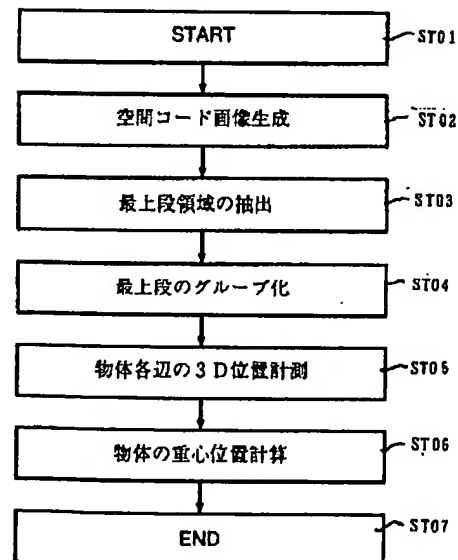 START ST01
空間コード画像生成 ST02
最上段領域の抽出 ST03
最上段のグループ化 ST04
物体各辺の3D位置計測 ST05
物体の重心位置計算 ST06
END ST07